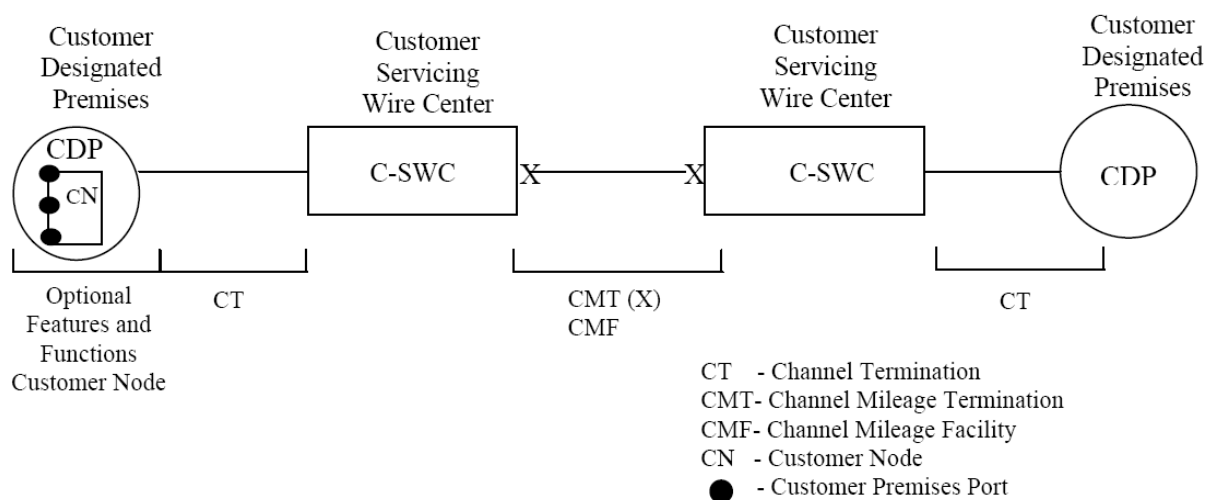 Customer
Designated
Premises
Customer
Servicing
Wire Center
Customer
Servicing
Wire Center
Customer
Designated
Premises
CDP
CN
C-SWC
X
X
C-SWC
CDP
Optional
Features and
Functions
Customer Node
CT
CMT (X)
CMF
CT
CT - Channel Termination
CMT- Channel Mileage Termination
CMF- Channel Mileage Facility
CN - Customer Node
- Customer Premises Port